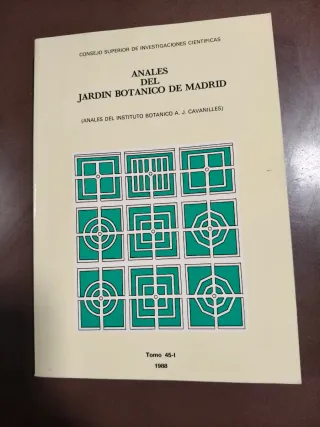 CONSEJO SUPERIOR DE INVESTIGACIONES CIENTIFICAS
ANALES
DEL
JARDIN BOTANICO DE MADRID
(ANALES DEL INSTITUTO BOTANICO A. J. CAVANILLES)
Tomo 45-I
1988